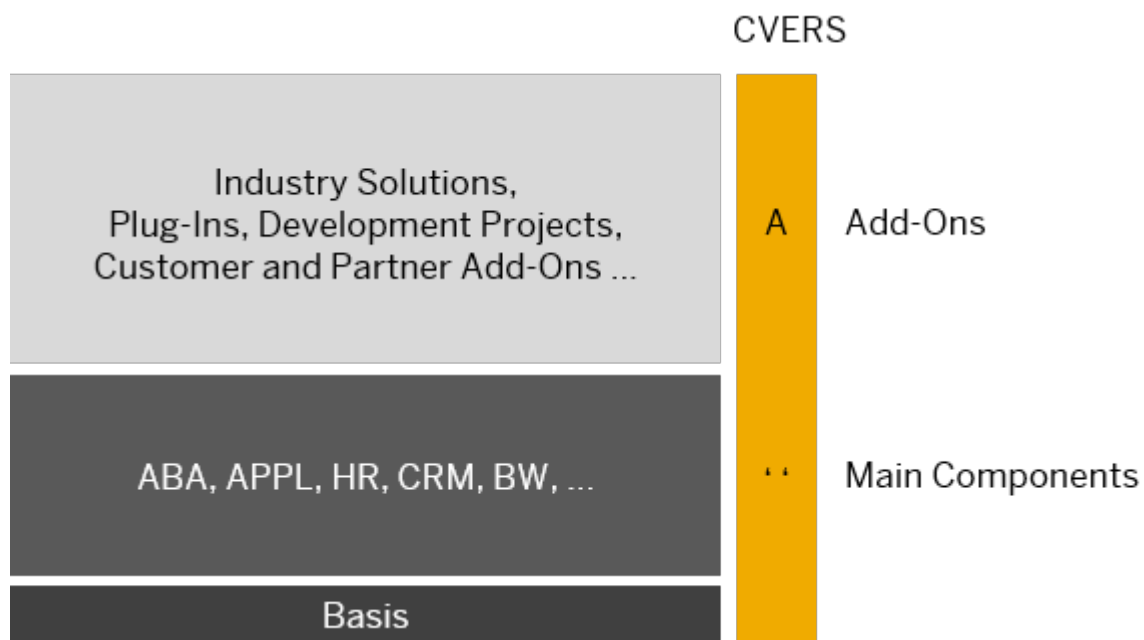 CVERS
Industry Solutions,
Plug-Ins, Development Projects,
Customer and Partner Add-Ons ...
A
Add-Ons
ABA, APPL, HR, CRM, BW, ...
‘ ‘
Main Components
Basis